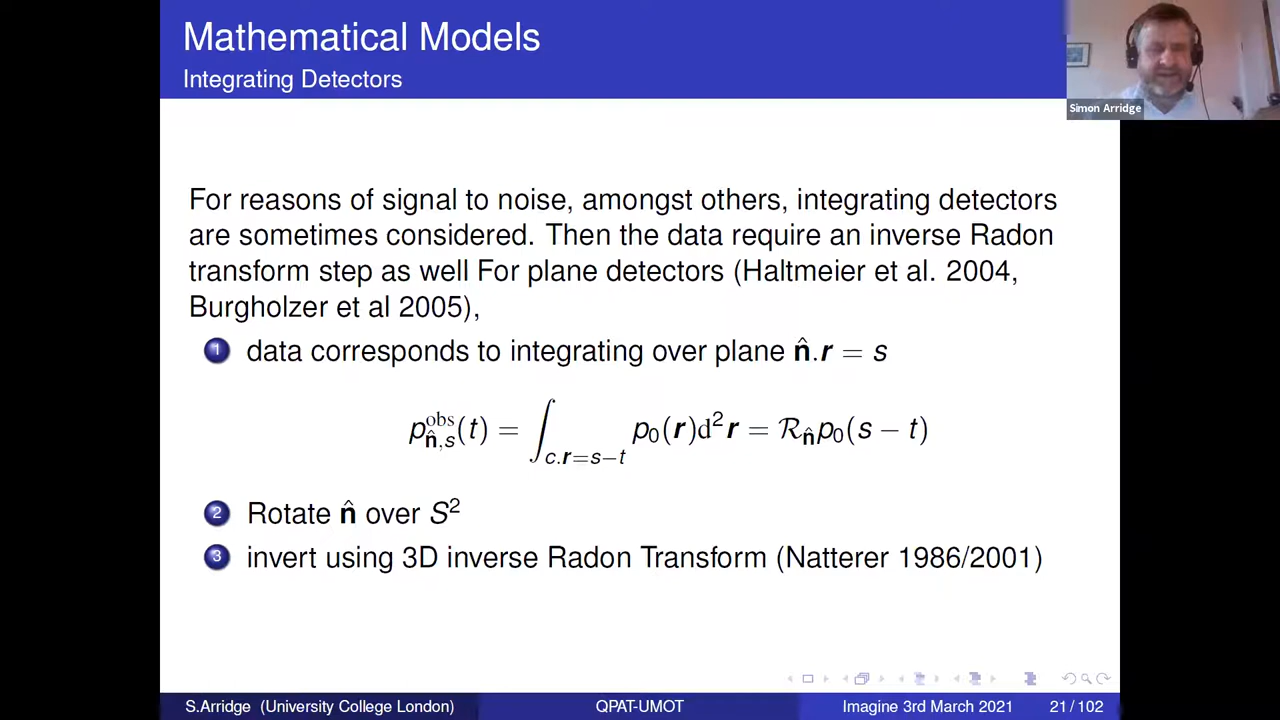 Mathematical Models
Integrating Detectors
Simon Arridge
For reasons of signal to noise, amongst others, integrating detectors
are sometimes considered. Then the data require an inverse Radon
transform step as well For plane detectors (Haltmeier et al. 2004,
Burgholzer et al 2005),
1 data corresponds to integrating over plane n̂.r = s
p^obs_n̂,s(t) = ∫_c.r=s−t p₀(r)d²r = R_n̂p₀(s − t)
2 Rotate n̂ over S²
3 invert using 3D inverse Radon Transform (Natterer 1986/2001)
S.Arridge (University College London) QPAT-UMOT Imagine 3rd March 2021 21 / 102